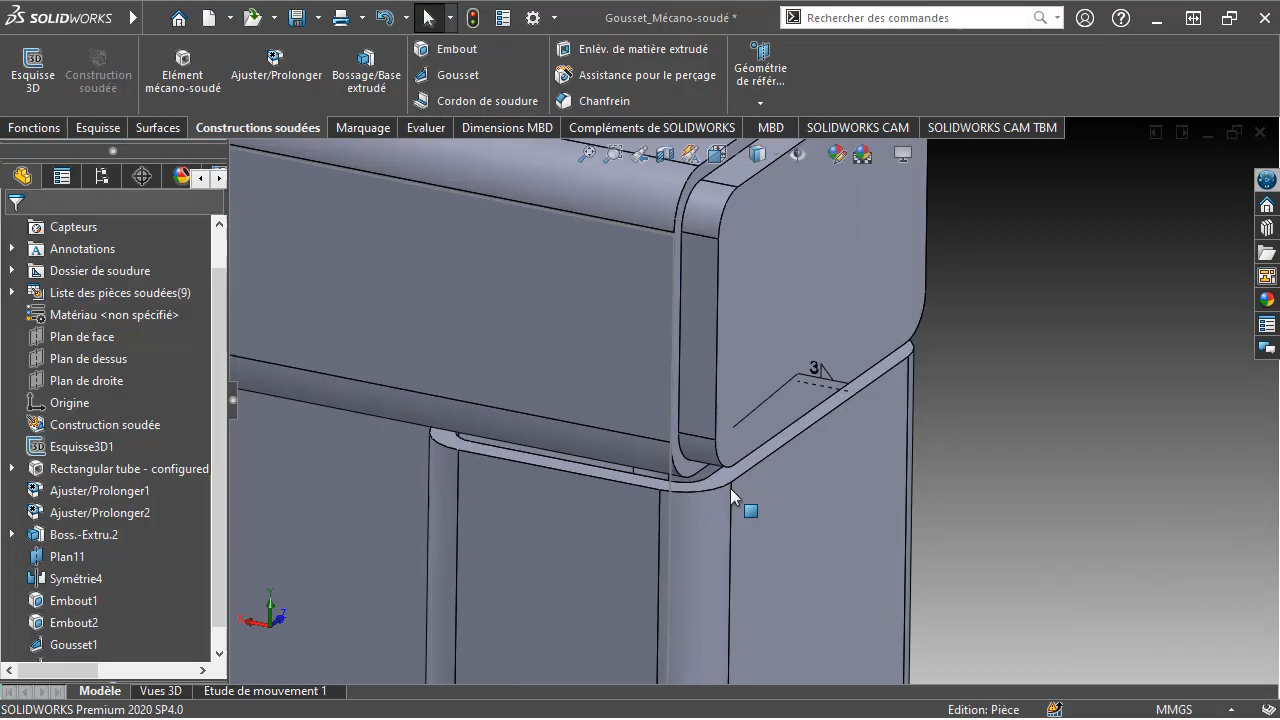 SOLIDWORKS
Gousset_Mécano-soudé *
Rechercher des commandes
Esquisse
3D
Construction
soudée
Elément
mécano-soudé
Ajuster/Prolonger
Bossage/Base
extrudé
Embout
Gousset
Cordon de soudure
Enlèv. de matière extrudé
Assistance pour le perçage
Chanfrein
Géométrie
de référ...
Fonctions
Esquisse
Surfaces
Constructions soudées
Marquage
Evaluer
Dimensions MBD
Compléments de SOLIDWORKS
MBD
SOLIDWORKS CAM
SOLIDWORKS CAM TBM
Capteurs
Annotations
Dossier de soudure
Liste des pièces soudées(9)
Matériau <non spécifié>
Plan de face
Plan de dessus
Plan de droite
Origine
Construction soudée
Esquisse3D1
Rectangular tube - configured
Ajuster/Prolonger1
Ajuster/Prolonger2
Boss.-Extru.2
Plan11
Symétrie4
Embout1
Embout2
Gousset1
3
Y
X
Z
Modèle
Vues 3D
Etude de mouvement 1
SOLIDWORKS Premium 2020 SP4.0
Edition: Pièce
MMGS